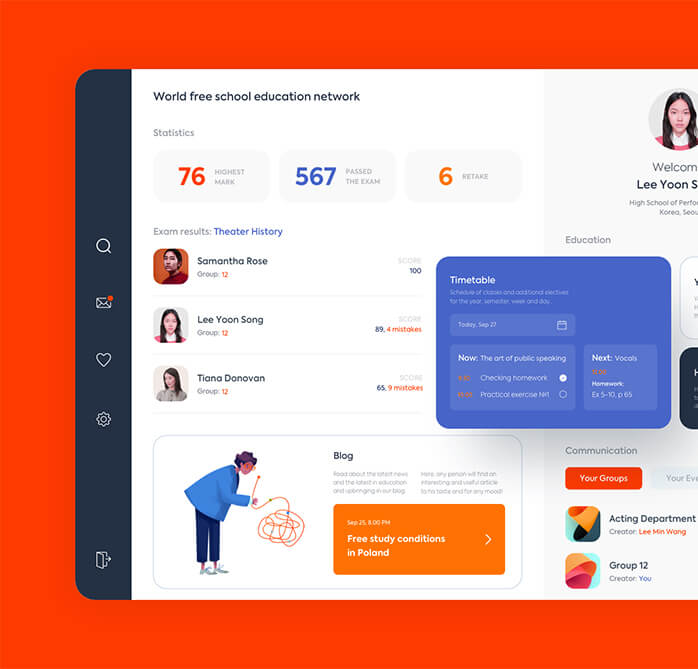 World free school education network
Statistics
76
HIGHEST
MARK
567
PASSED
THE EXAM
6
RETAKE
Exam results: Theater History
Samantha Rose
Group: 12
SCORE
100
Lee Yoon Song
Group: 12
SCORE
89, 4 mistakes
Tiana Donovan
Group: 12
SCORE
65, 9 mistakes
Blog
Read about the latest news
and the latest in education
and upbringing in our blog.
Here, any person will find an
interesting and useful article
to his taste and for any mood!
Sep 25, 8.00 PM
Free study conditions
in Poland
Welcom
Lee Yoon S
High School of Perfo
Korea, Seou
Education
Timetable
Schedule of classes and additional electives
for the year, semester, week and day.
Today, Sep 27
Now: The art of public speaking
Checking homework
Practical exercise №1
Next: Vocals
Homework:
Ex 5-10, p 65
Y
H
Communication
Your Groups
Your Eve
Acting Department
Creator: Lee Min Wang
Group 12
Creator: You